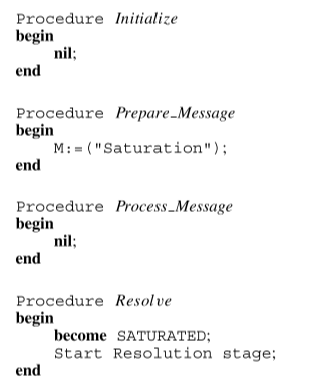 Procedure Initialize
begin
nil;
end
Procedure Prepare_Message
begin
M:=("Saturation");
end
Procedure Process_Message
begin
nil;
end
Procedure Resolve
begin
become SATURATED;
Start Resolution stage;
end